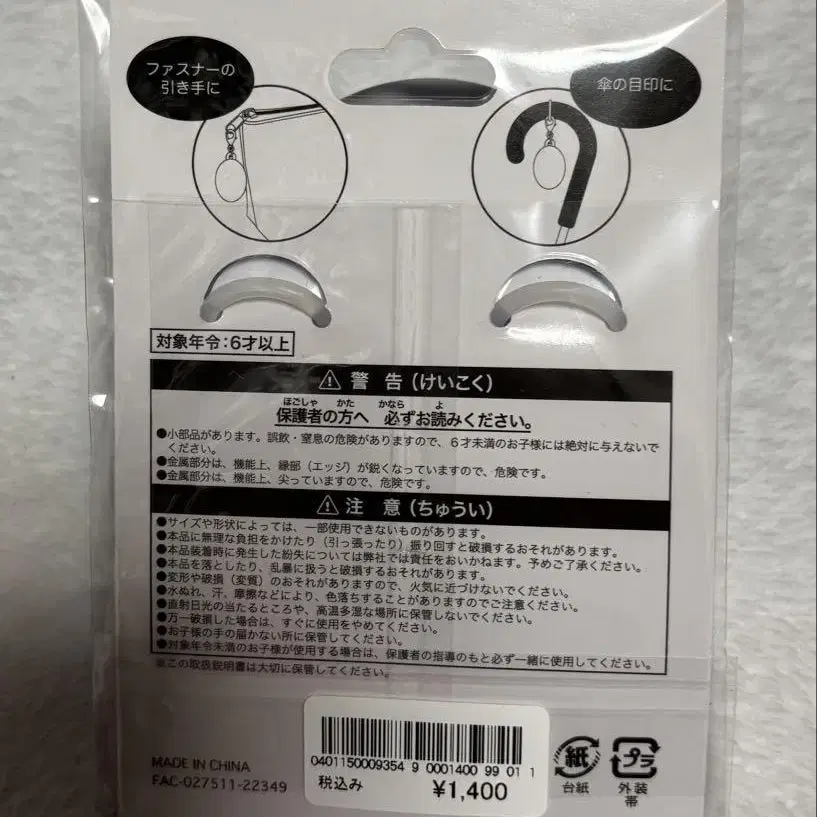 ファスナーの
引き手に
傘の目印に
対象年令:6才以上
⚠警 告(けいこく)
ほごしゃ かた かなら よ
保護者の方へ 必ずお読みください。
●小部品があります。誤飲・窒息の危険がありますので、6才未満のお子様には絶対に与えないで
ください。
●金属部分は、機能上、縁部(エッジ)が鋭くなっていますので、危険です。
●金属部分は、機能上、尖っていますので、危険です。
⚠注 意(ちゅうい)
●サイズや形状によっては、一部使用できないものがあります。
●本品に無理な負担をかけたり(引っ張ったり)振り回すと破損するおそれがあります。
●本品装着時に発生した紛失については弊社では責任をおいかねます。予めご了承ください。
●本品を落としたり、乱暴に扱うと破損するおそれがあります。
●変形や破損(変質)のおそれがありますので、火気に近づけないでください。
●水ぬれ、汗、摩擦などにより、色落ちすることがありますのでご注意ください。
●直射日光の当たるところや、高温多湿な場所に保管しないでください。
●万一破損した場合は、すぐに使用をやめてください。
●お子様の手の届かない所に保管してください。
●対象年令未満のお子様が使用する場合は、保護者の指導のもと必ず一緒に使用してください。
※この取扱説明書は大切に保管してください。
MADE IN CHINA
FAC-027511-22349
0401150009354 9 0001400 99 01 1
税込み ¥1,400
紙
台紙
プラ
外装
帯